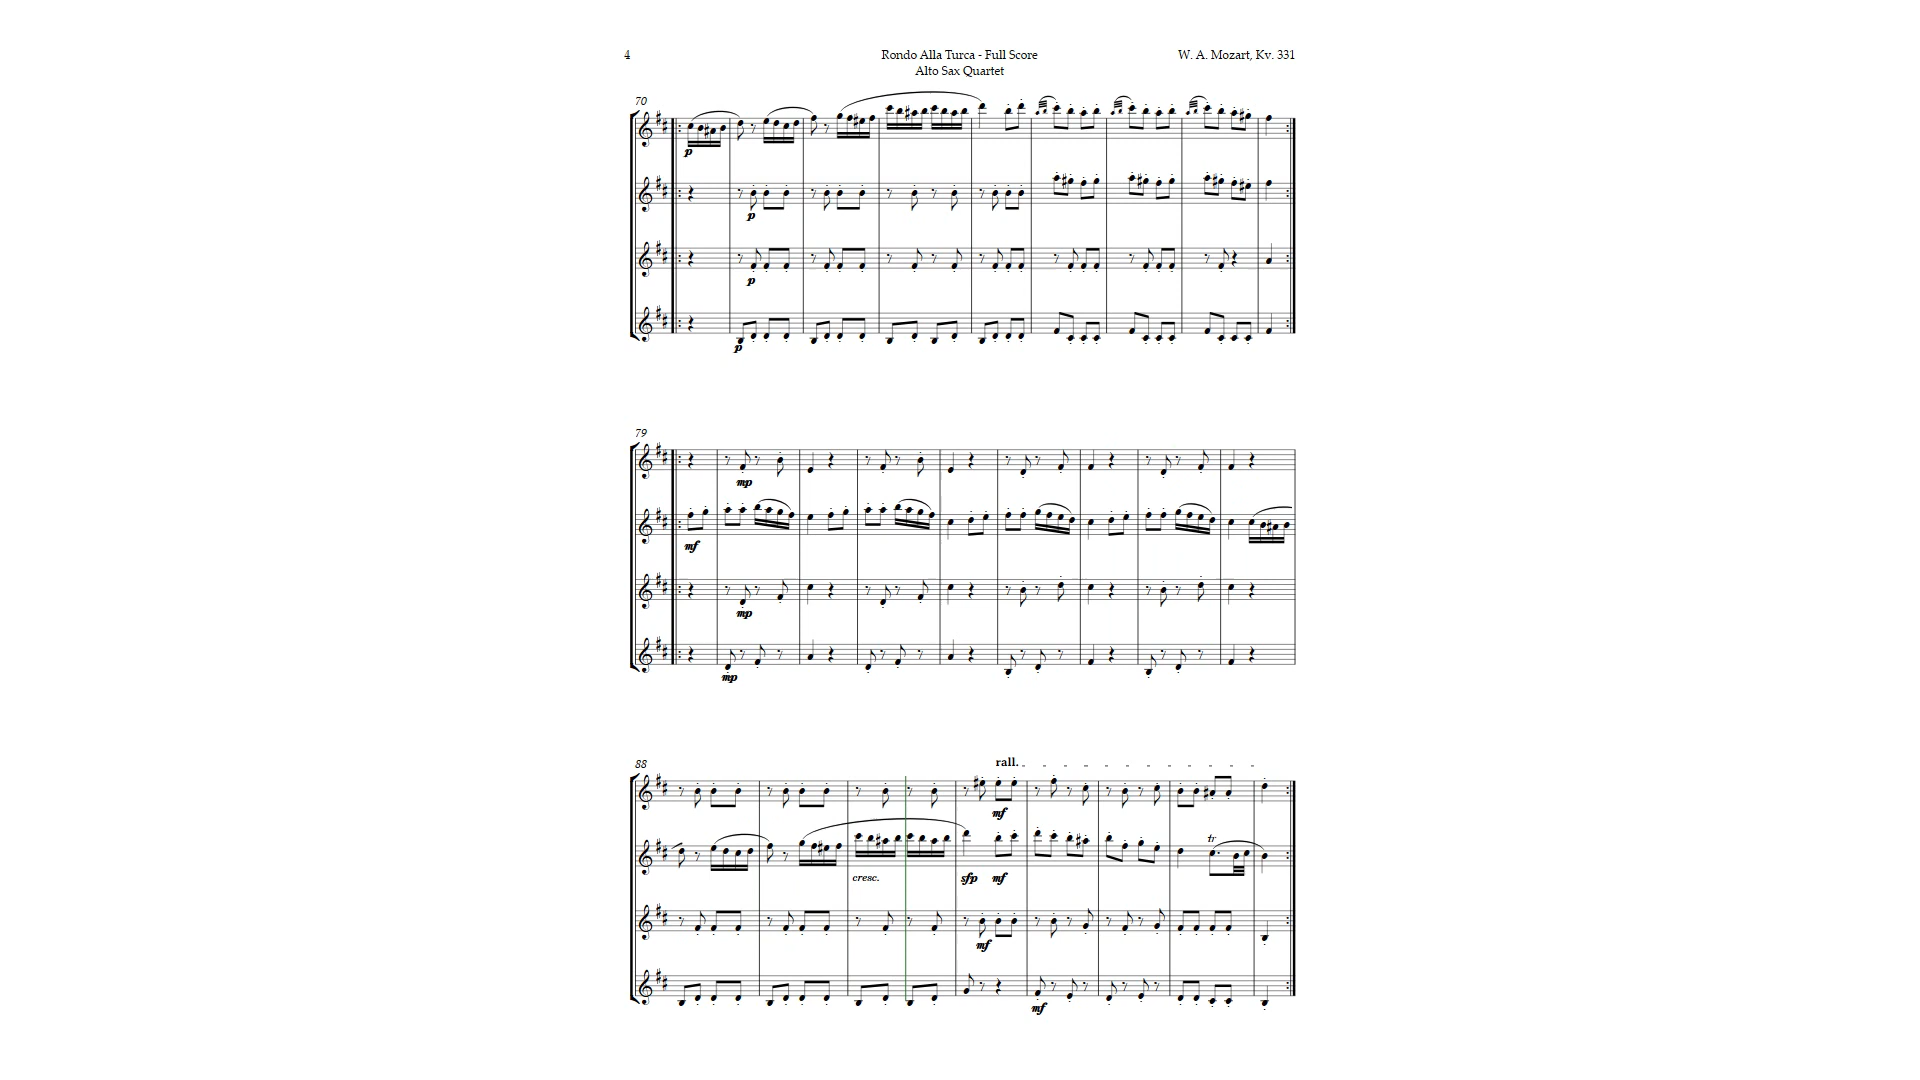 4 Rondo Alla Turca - Full Score W. A. Mozart, Kv. 331
Alto Sax Quartet
70
p
p
p
p
79
mp
mf
mp
mp
88
rall.
mf
tr
cresc. sfp mf
mf
mf